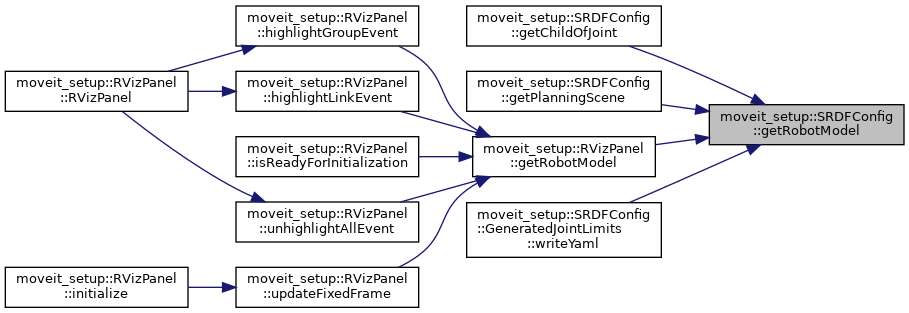 moveit_setup::RVizPanel
::highlightGroupEvent
moveit_setup::SRDFConfig
::getChildOfJoint
moveit_setup::RVizPanel
::RVizPanel
moveit_setup::RVizPanel
::highlightLinkEvent
moveit_setup::SRDFConfig
::getPlanningScene
moveit_setup::SRDFConfig
::getRobotModel
moveit_setup::RVizPanel
::isReadyForInitialization
moveit_setup::RVizPanel
::getRobotModel
moveit_setup::RVizPanel
::unhighlightAllEvent
moveit_setup::SRDFConfig
::GeneratedJointLimits
::writeYaml
moveit_setup::RVizPanel
::initialize
moveit_setup::RVizPanel
::updateFixedFrame